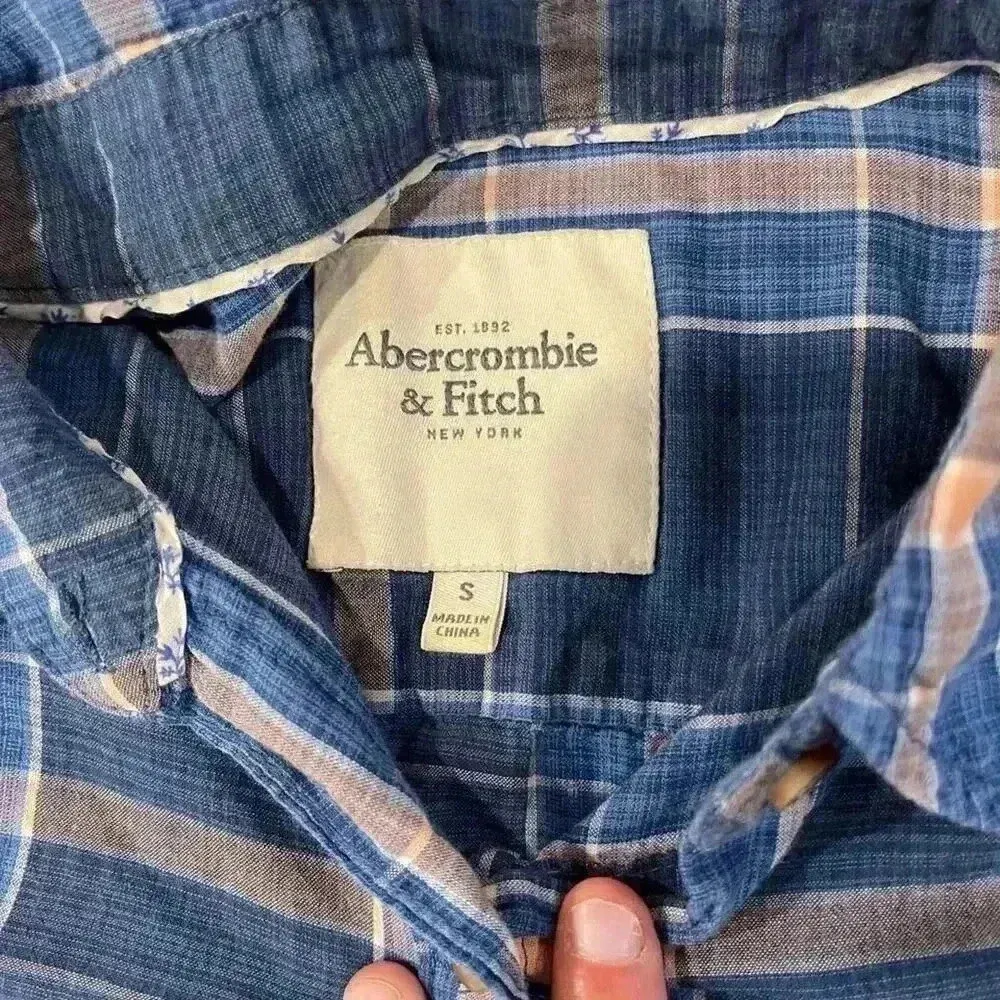 EST. 1892
Abercrombie
& Fitch
NEW YORK
S
MADE IN
CHINA